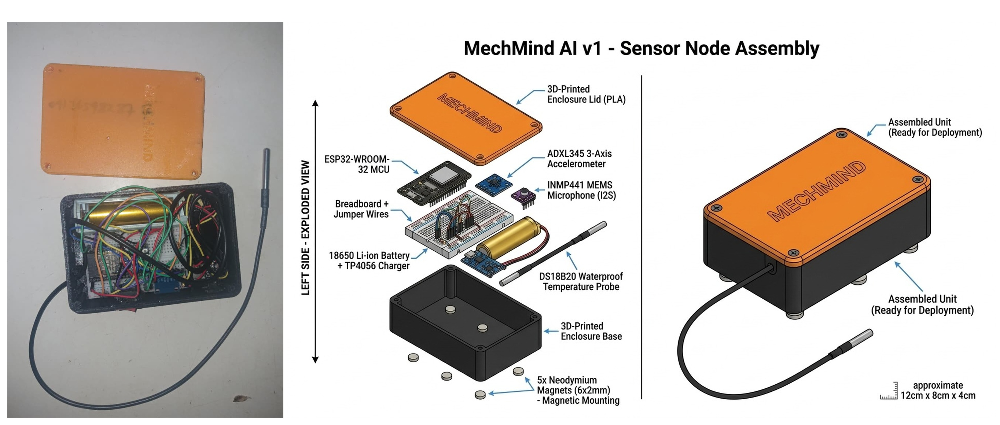 MechMind AI v1 - Sensor Node Assembly
LEFT SIDE - EXPLODED VIEW
MECHMIND
3D-Printed
Enclosure Lid (PLA)
ESP32-WROOM-
32 MCU
ADXL345 3-Axis
Accelerometer
INMP441 MEMS
Microphone (I2S)
Breadboard +
Jumper Wires
18650 Li-ion Battery
+ TP4056 Charger
DS18B20 Waterproof
Temperature Probe
3D-Printed
Enclosure Base
5x Neodymium
Magnets (6x2mm)
- Magnetic Mounting
Assembled Unit
(Ready for Deployment)
MECHMIND
Assembled Unit
(Ready for Deployment)
approximate
12cm x 8cm x 4cm